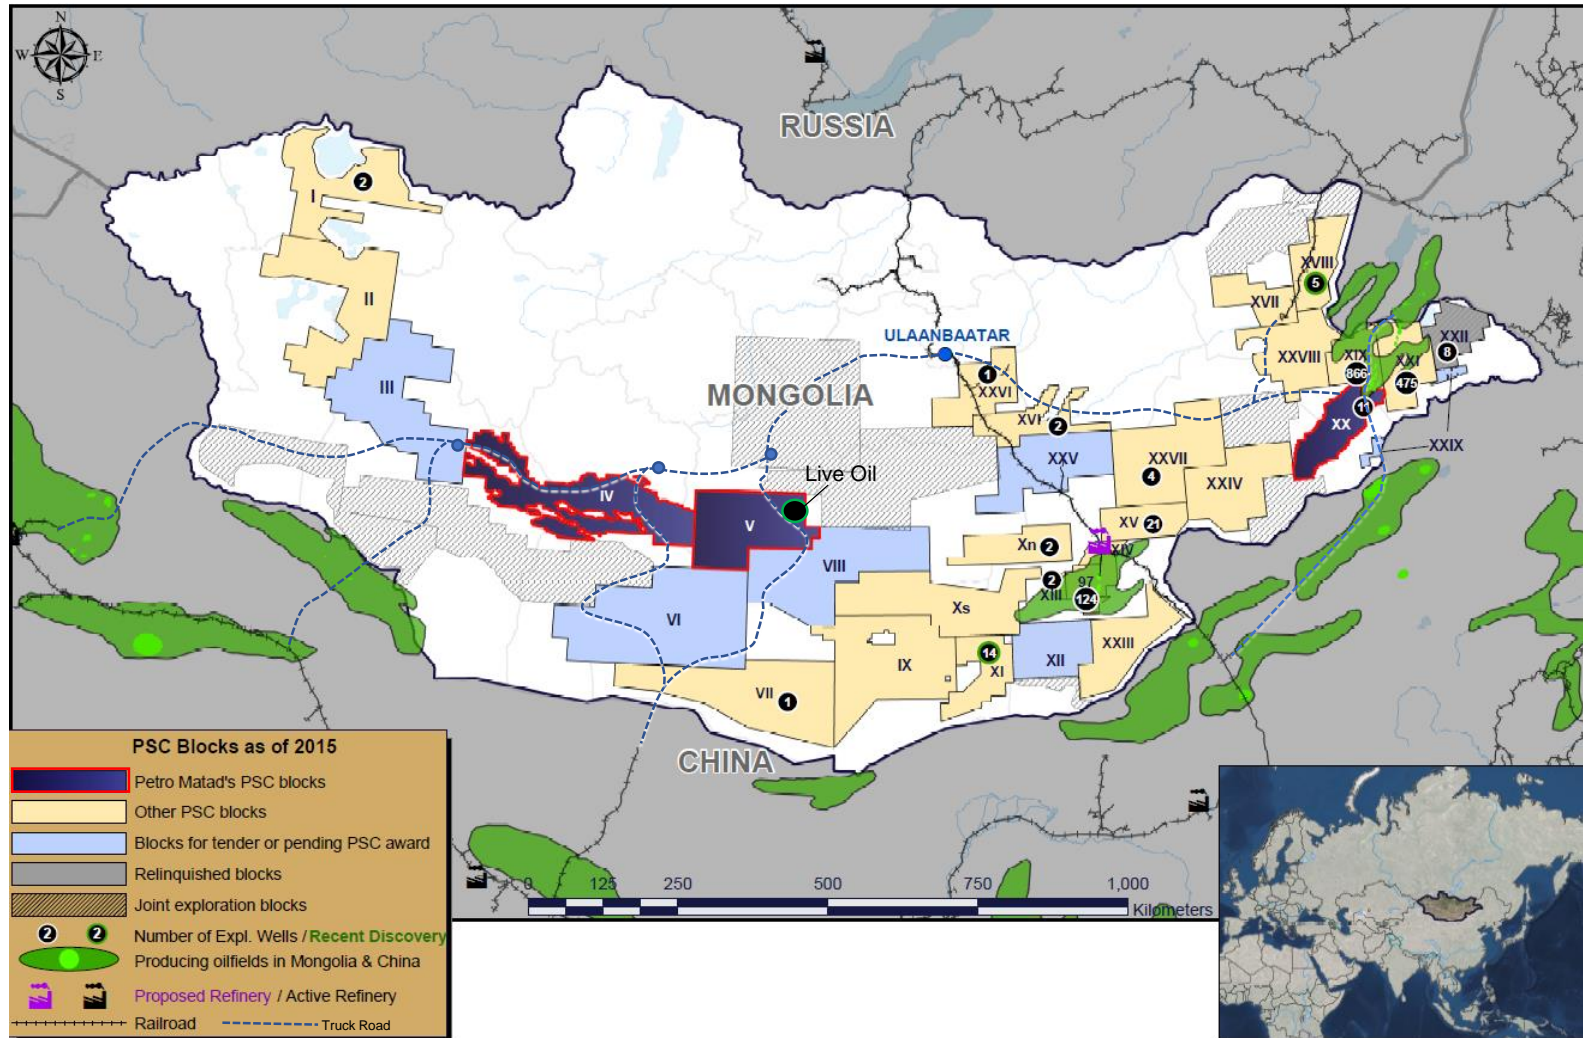 N
W E
S
RUSSIA
I
2
II
III
XVIII
5
XVII
XXVIII
XIX
866
XXI
475
XXII
8
ULAANBAATAR
1
XXVI
MONGOLIA
XVI
2
XX
11
XXIX
XXV
XXVII
4
XXIV
Live Oil
IV
V
XV 21
Xn 2
XIV
VIII
2
XIII
97
124
VI
Xs
IX
14
XI
XII
XXIII
VII 1
CHINA
PSC Blocks as of 2015
Petro Matad's PSC blocks
Other PSC blocks
Blocks for tender or pending PSC award
Relinquished blocks
Joint exploration blocks
2 2 Number of Expl. Wells / Recent Discovery
Producing oilfields in Mongolia & China
Proposed Refinery / Active Refinery
Railroad Truck Road
0 125 250 500 750 1,000
Kilometers